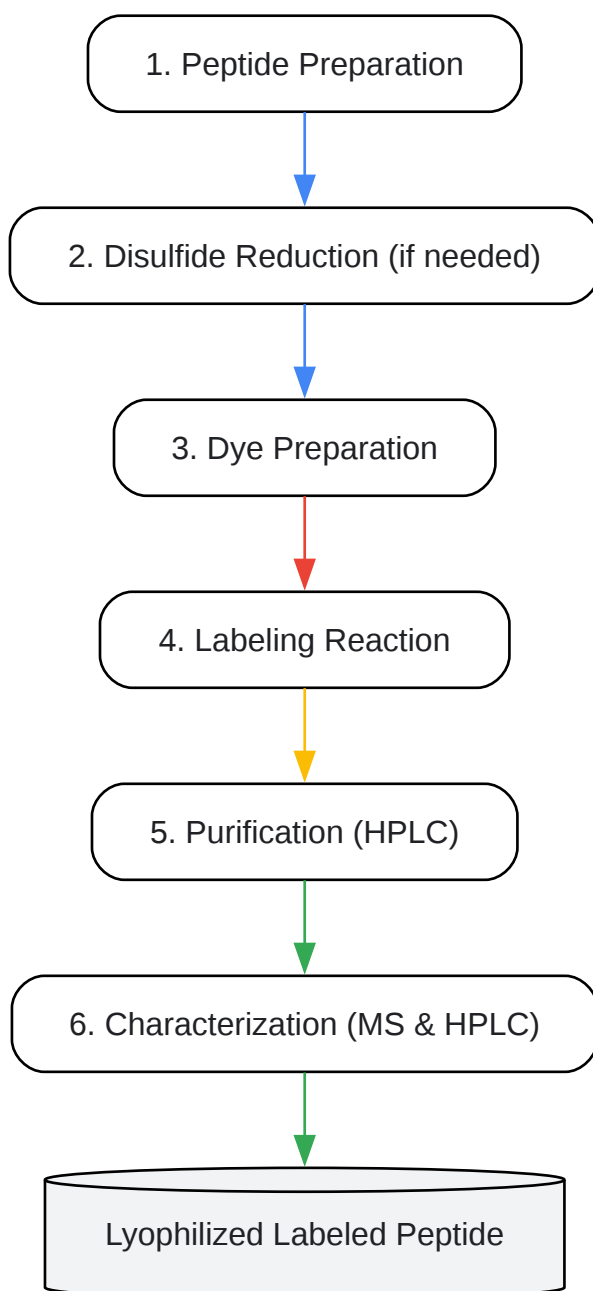 1. Peptide Preparation
2. Disulfide Reduction (if needed)
3. Dye Preparation
4. Labeling Reaction
5. Purification (HPLC)
6. Characterization (MS & HPLC)
Lyophilized Labeled Peptide